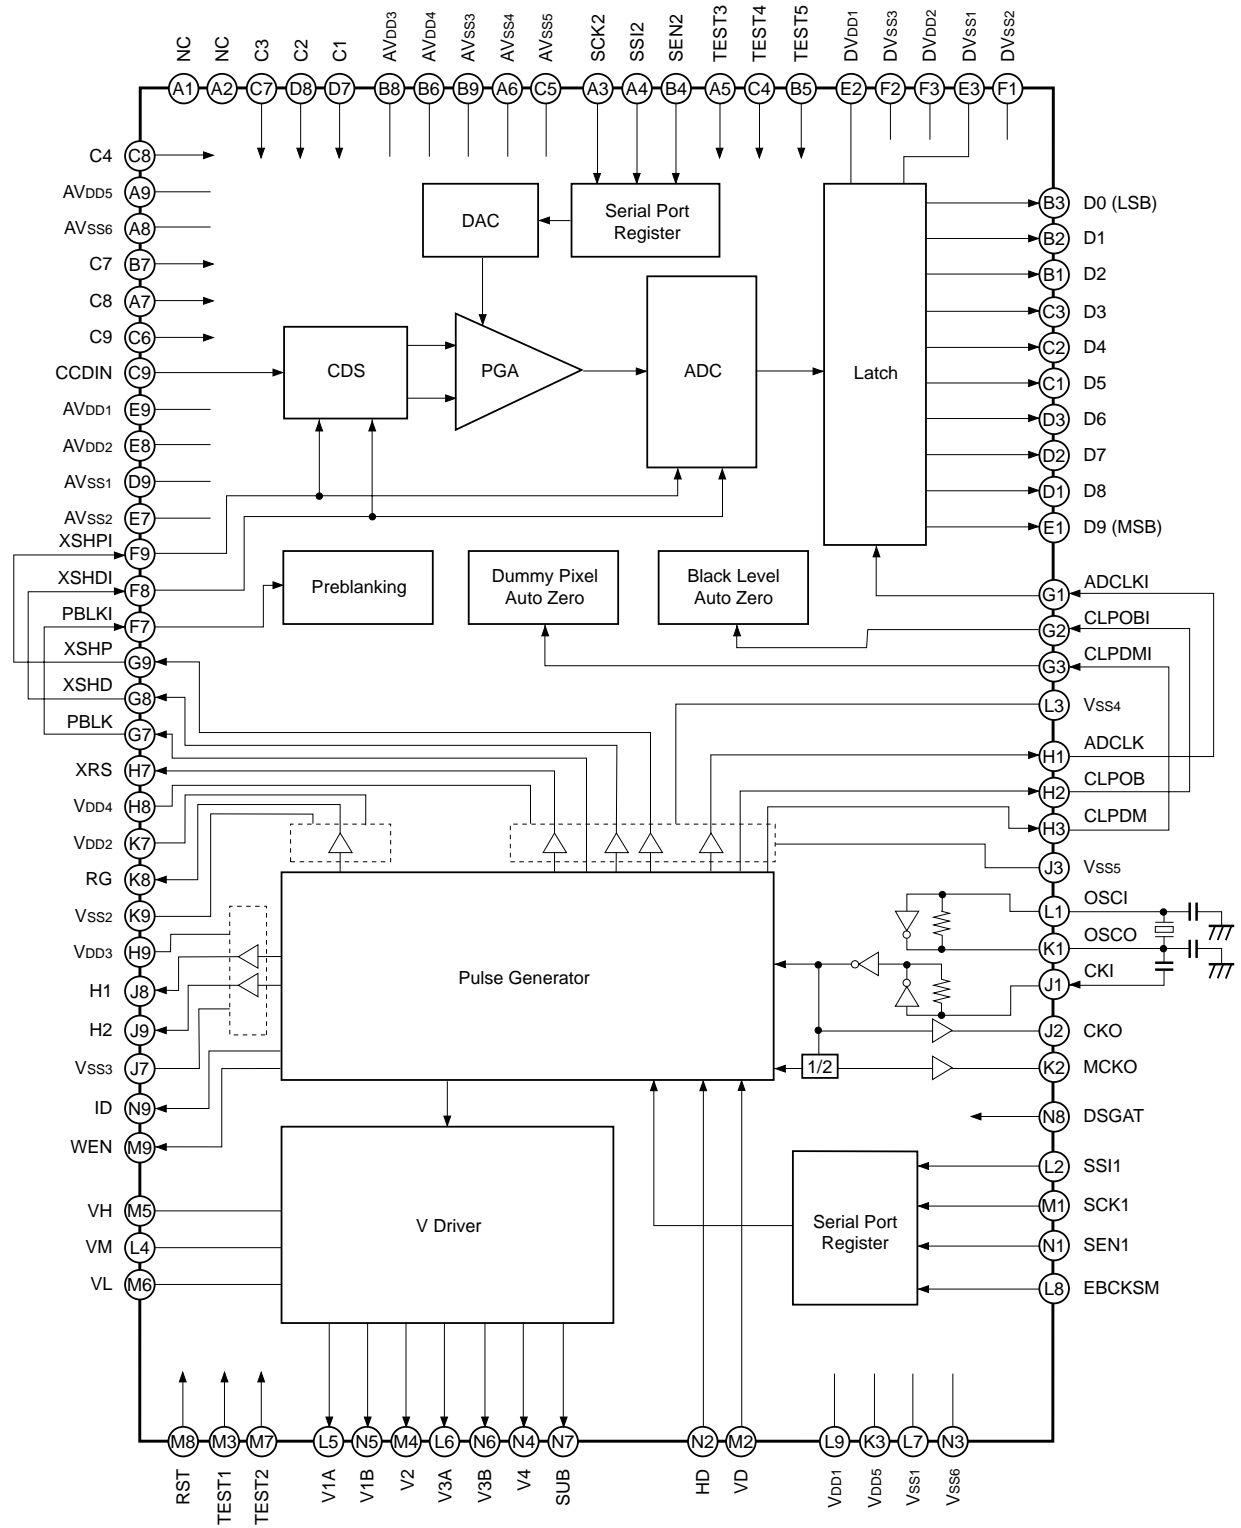 NC
NC
C3
C2
C1
AVDD3
AVDD4
AVSS3
AVSS4
AVSS5
SCK2
SSI2
SEN2
TEST3
TEST4
TEST5
DVDD1
DVSS3
DVDD2
DVSS1
DVSS2
A1
A2
C7
D8
D7
B8
B6
B9
A6
C5
A3
A4
B4
A5
C4
B5
E2
F2
F3
E3
F1
C4 C8
AVDD5 A9
AVSS6 A8
C7 B7
C8 A7
C9 C6
CCDIN C9
AVDD1 E9
AVDD2 E8
AVSS1 D9
AVSS2 E7
XSHPI F9
XSHDI F8
PBLKI F7
XSHP G9
XSHD G8
PBLK G7
XRS H7
VDD4 H8
VDD2 K7
RG K8
VSS2 K9
VDD3 H9
H1 J8
H2 J9
VSS3 J7
ID N9
WEN M9
VH M5
VM L4
VL M6
DAC
Serial Port
Register
CDS
PGA
ADC
Latch
Preblanking
Dummy Pixel
Auto Zero
Black Level
Auto Zero
Pulse Generator
1/2
V Driver
Serial Port
Register
B3 D0 (LSB)
B2 D1
B1 D2
C3 D3
C2 D4
C1 D5
D3 D6
D2 D7
D1 D8
E1 D9 (MSB)
G1 ADCLKI
G2 CLPOBI
G3 CLPDMI
L3 VSS4
H1 ADCLK
H2 CLPOB
H3 CLPDM
J3 VSS5
L1 OSCI
K1 OSCO
J1 CKI
J2 CKO
K2 MCKO
N8 DSGAT
L2 SSI1
M1 SCK1
N1 SEN1
L8 EBCKSM
M8
M3
M7
L5
N5
M4
L6
N6
N4
N7
N2
M2
L9
K3
L7
N3
RST
TEST1
TEST2
V1A
V1B
V2
V3A
V3B
V4
SUB
HD
VD
VDD1
VDD5
VSS1
VSS6